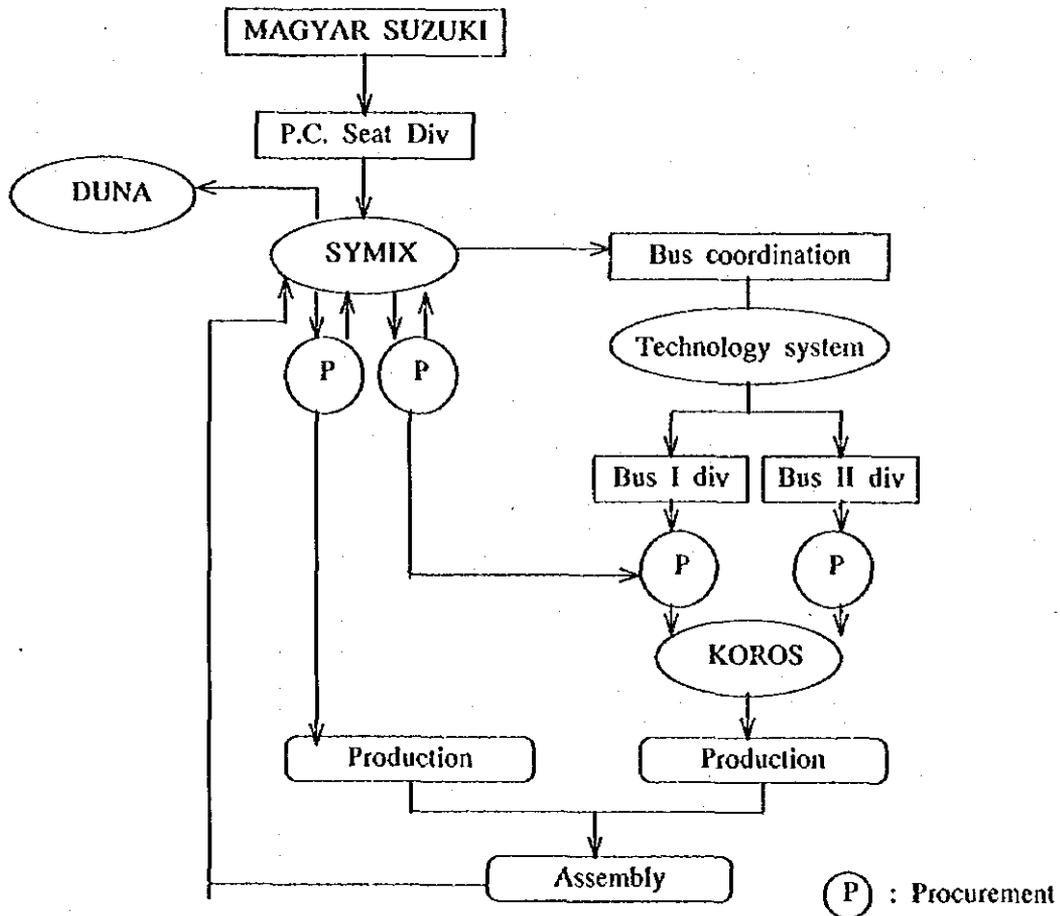 MAGYAR SUZUKI
P.C. Seat Div
DUNA
SYMIX
Bus coordination
Technology system
P
P
Bus I div
Bus II div
P
P
KOROS
Production
Production
Assembly
P : Procurement